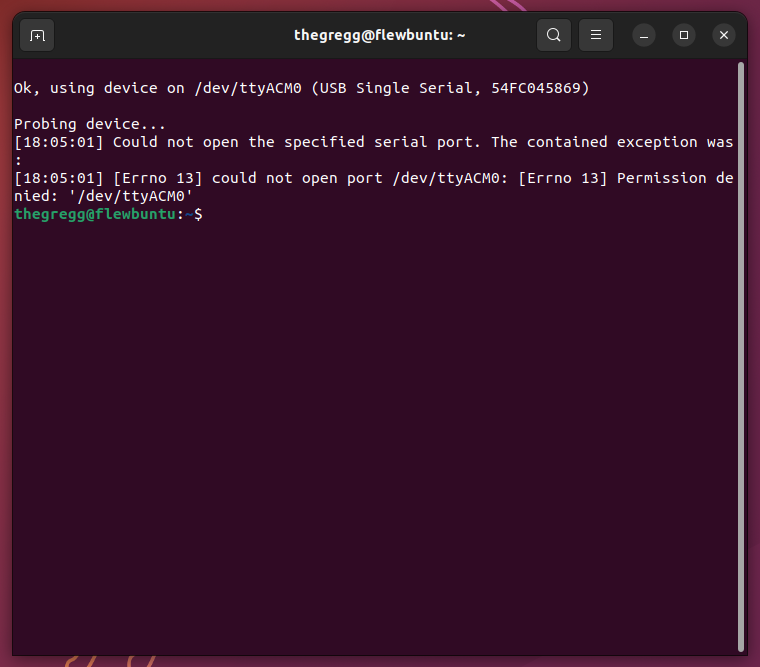 thegregg@flewbuntu: ~
Ok, using device on /dev/ttyACM0 (USB Single Serial, 54FC045869)
Probing device...
[18:05:01] Could not open the specified serial port. The contained exception was
:
[18:05:01] [Errno 13] could not open port /dev/ttyACM0: [Errno 13] Permission de
nied: '/dev/ttyACM0'
thegregg@flewbuntu:~$